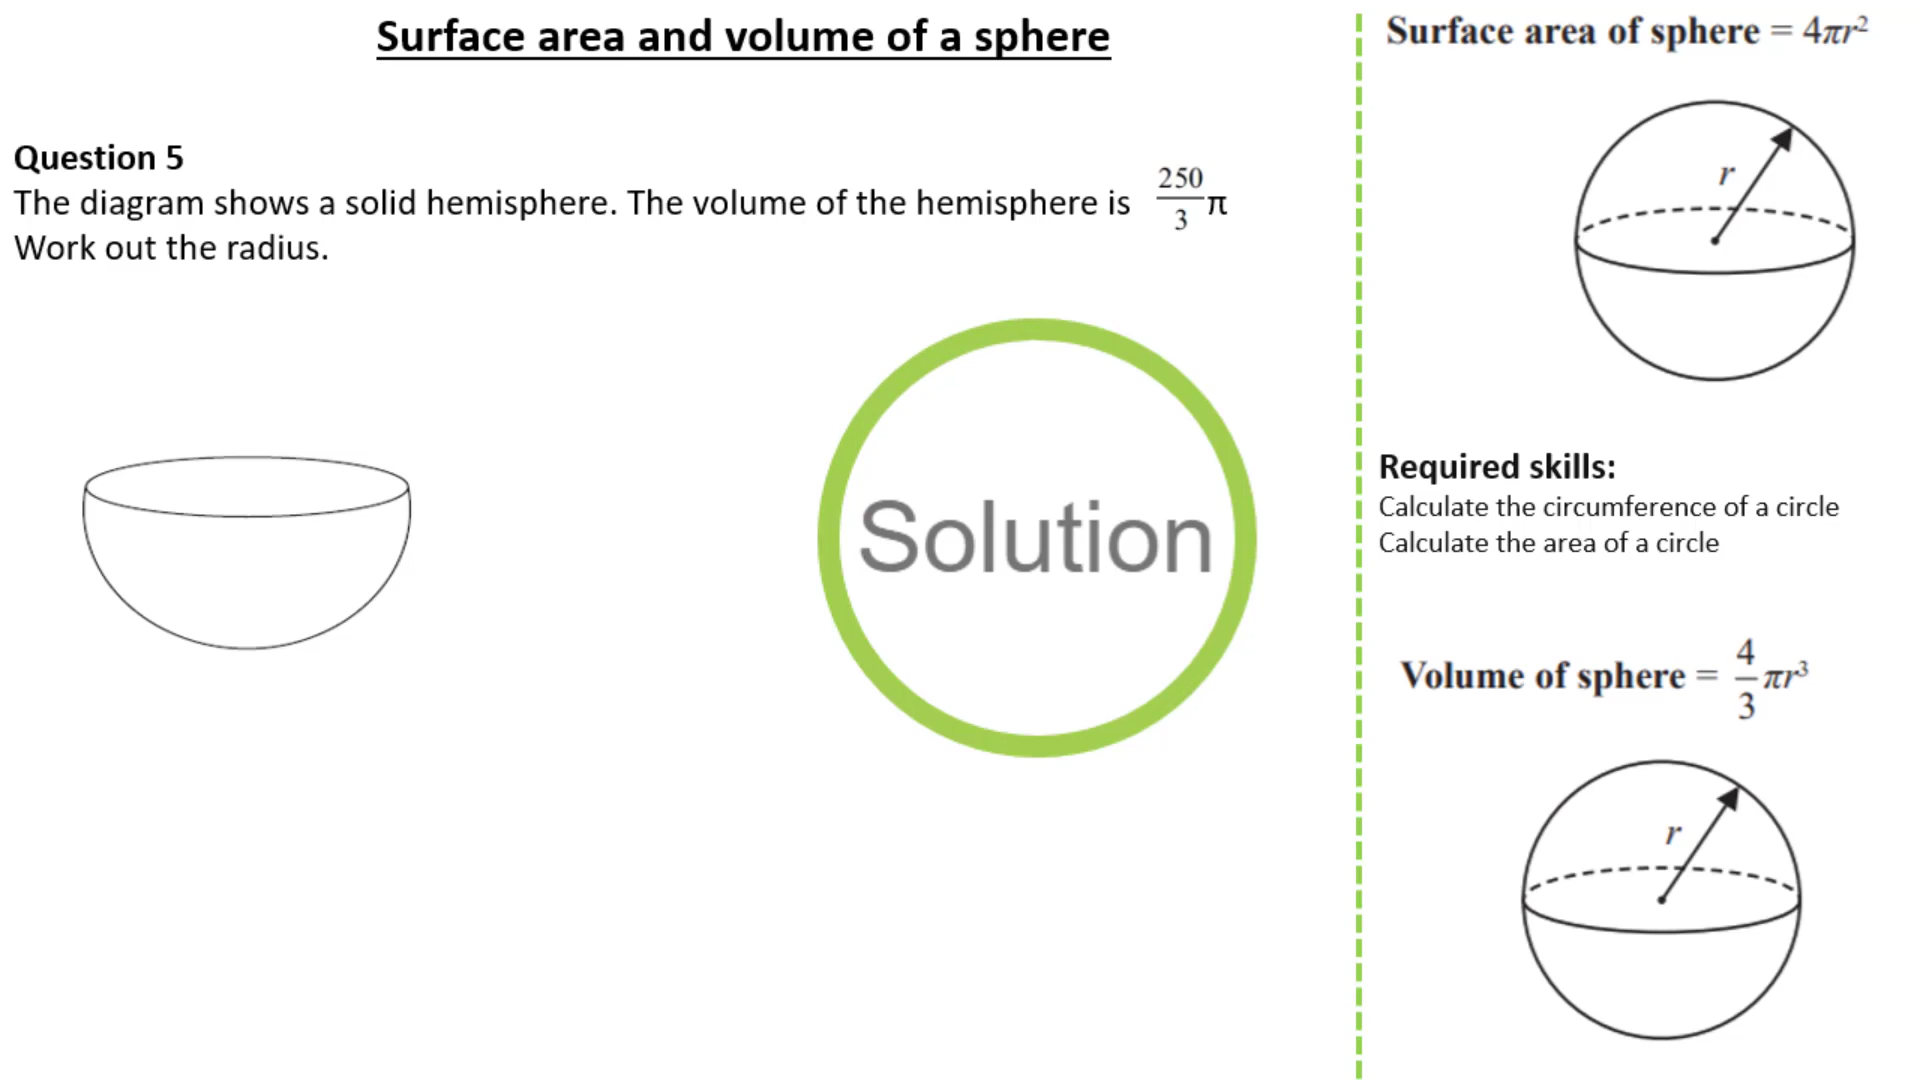 Surface area and volume of a sphere
Question 5
The diagram shows a solid hemisphere. The volume of the hemisphere is 250/3 π
Work out the radius.
Solution
Surface area of sphere = 4πr²
r
Required skills:
Calculate the circumference of a circle
Calculate the area of a circle
Volume of sphere = 4/3 πr³
r